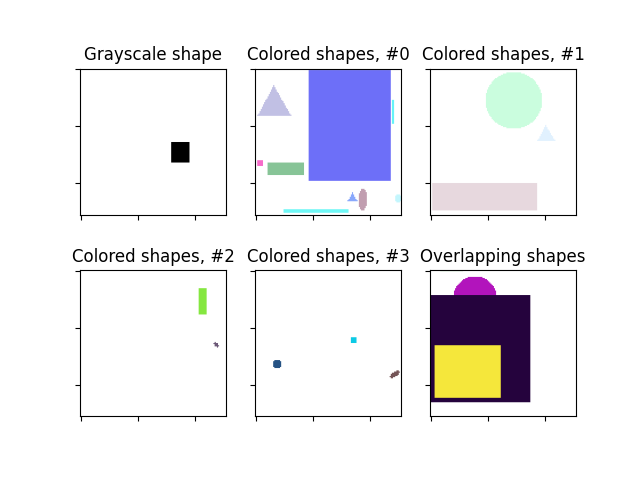 Grayscale shape
Colored shapes, #0
Colored shapes, #1
Colored shapes, #2
Colored shapes, #3
Overlapping shapes